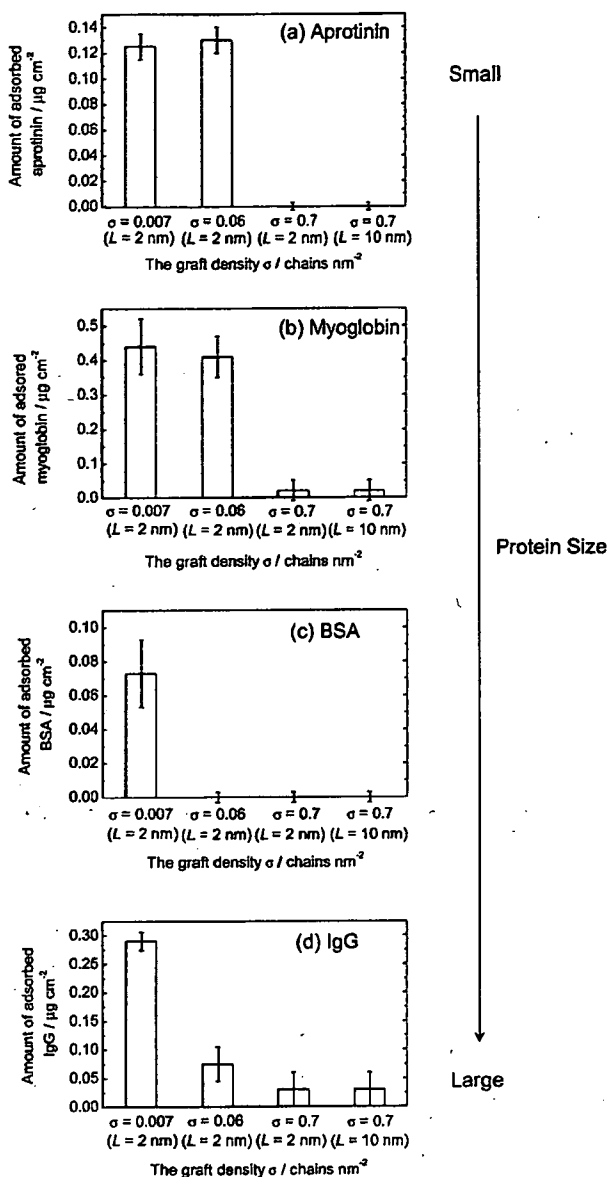 (a) Aprotinin
Amount of adsorbed
aprotinin / μg cm⁻²
0.14
0.12
0.10
0.08
0.06
0.04
0.02
0.00
σ = 0.007 σ = 0.06 σ = 0.7 σ = 0.7
(L = 2 nm) (L = 2 nm) (L = 2 nm) (L = 10 nm)
The graft density σ / chains nm⁻²
Small
(b) Myoglobin
Amount of adsored
myoglobin / μg cm⁻²
0.5
0.4
0.3
0.2
0.1
0.0
σ = 0.007 σ = 0.06 σ = 0.7 σ = 0.7
(L = 2 nm) (L = 2 nm) (L = 2 nm) (L = 10 nm)
The graft density σ / chains nm⁻²
Protein Size
(c) BSA
Amount of adsorbed
BSA / μg cm⁻²
0.10
0.08
0.06
0.04
0.02
0.00
σ = 0.007 σ = 0.06 σ = 0.7 σ = 0.7
(L = 2 nm) (L = 2 nm) (L = 2 nm) (L = 10 nm)
The graft density σ / chains nm⁻²
(d) IgG
Amount of adsorbed
IgG / μg cm⁻²
0.30
0.25
0.20
0.15
0.10
0.05
0.00
σ = 0.007 σ = 0.06 σ = 0.7 σ = 0.7
(L = 2 nm) (L = 2 nm) (L = 2 nm) (L = 10 nm)
The graft density σ / chains nm⁻²
Large